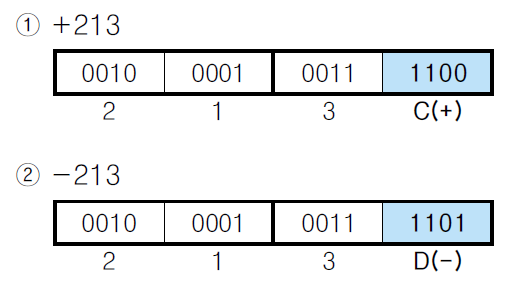 ① +213
0010 0001 0011 1100
2 1 3 C(+)
② −213
0010 0001 0011 1101
2 1 3 D(−)